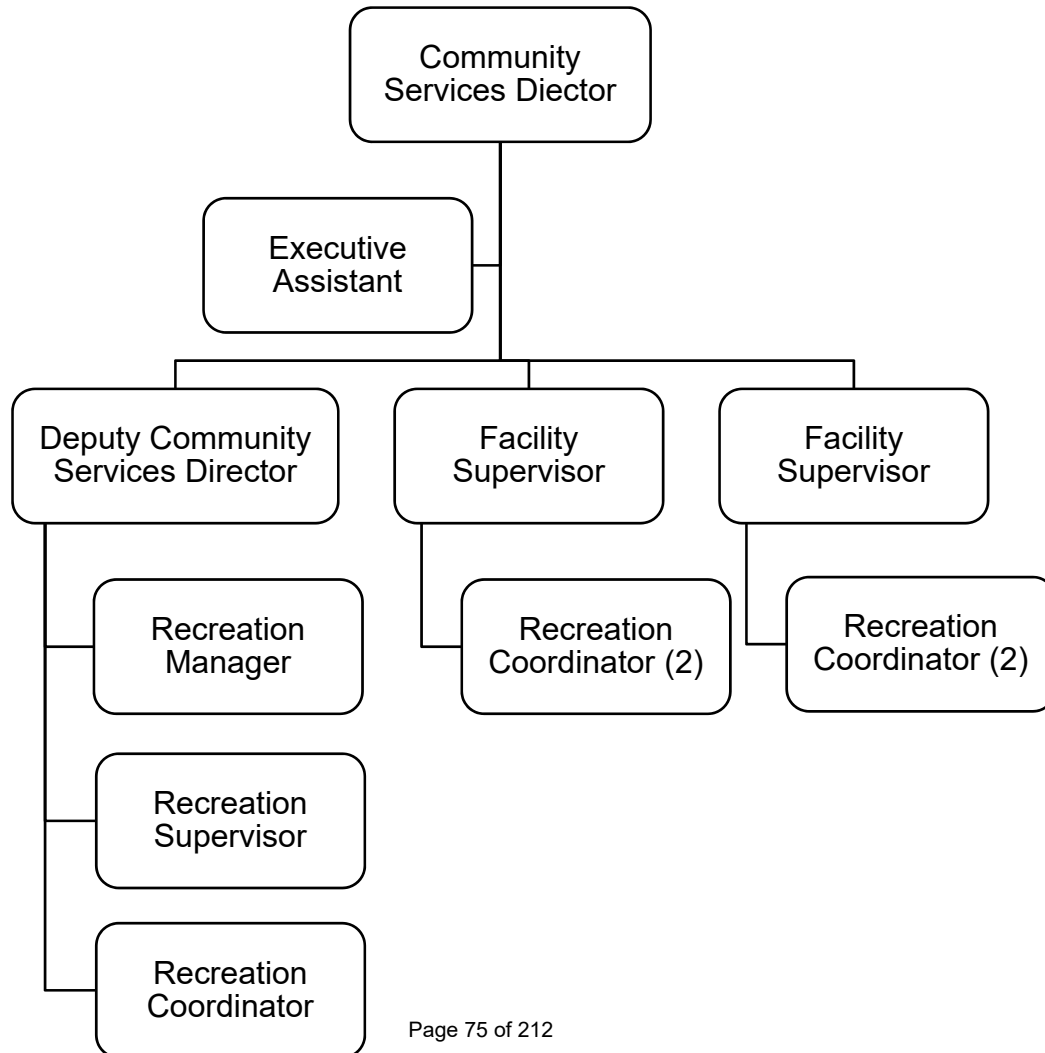 Community
Services Diector
Executive
Assistant
Deputy Community
Services Director
Facility
Supervisor
Facility
Supervisor
Recreation
Manager
Recreation
Coordinator (2)
Recreation
Coordinator (2)
Recreation
Supervisor
Recreation
Coordinator
Page 75 of 212